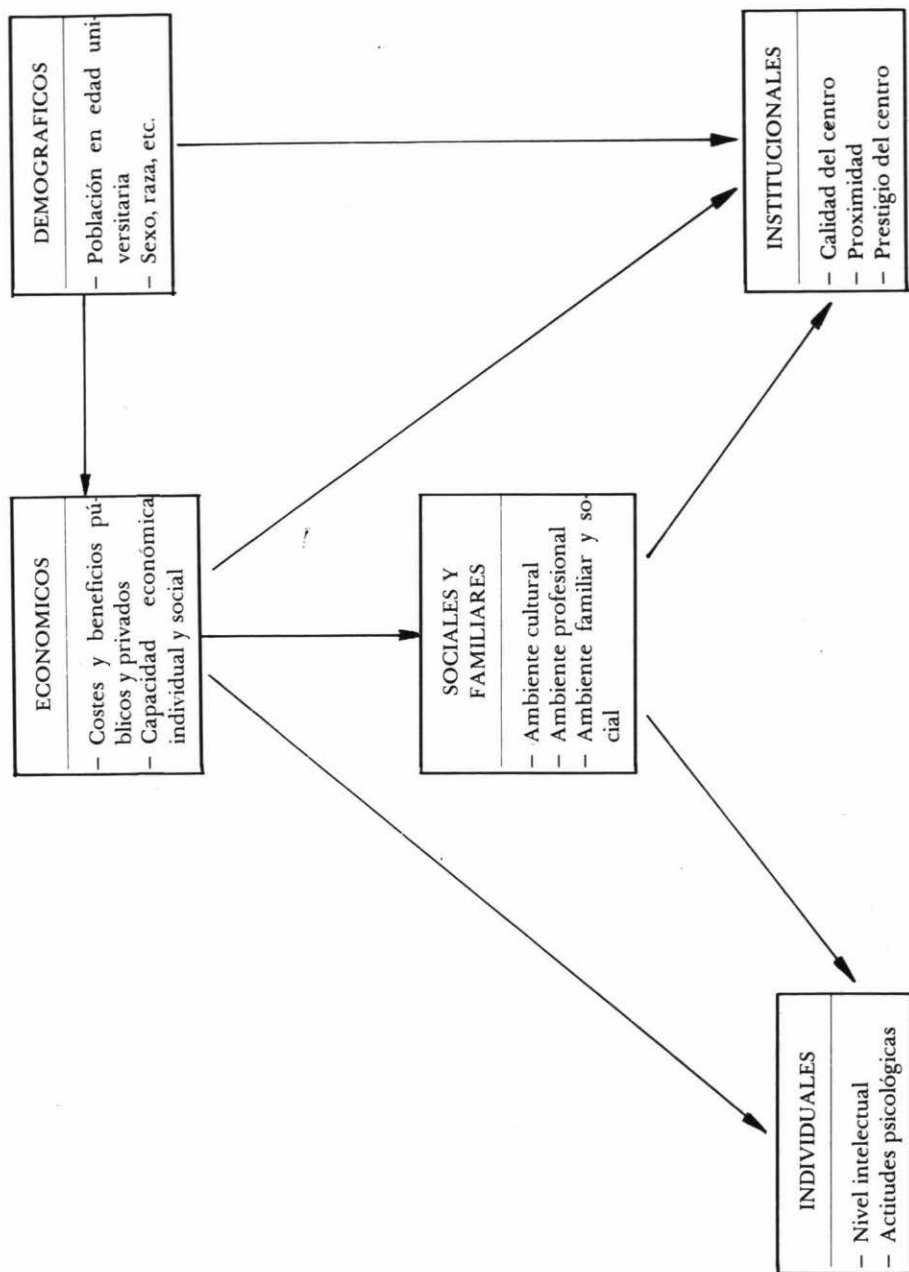 DEMOGRAFICOS
– Población en edad uni-
versitaria
– Sexo, raza, etc.
ECONOMICOS
– Costes y beneficios pú-
blicos y privados
– Capacidad económica
individual y social
SOCIALES Y
FAMILIARES
– Ambiente cultural
– Ambiente profesional
– Ambiente familiar y so-
cial
INSTITUCIONALES
– Calidad del centro
– Proximidad
– Prestigio del centro
INDIVIDUALES
– Nivel intelectual
– Actitudes psicológicas